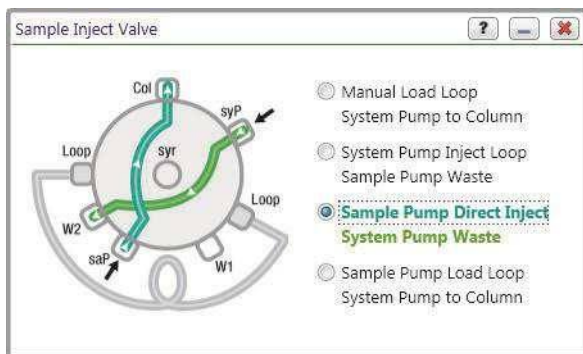 Sample Inject Valve
?
Col
syP
Loop
syr
Loop
W2
saP
W1
Manual Load Loop
System Pump to Column
System Pump Inject Loop
Sample Pump Waste
Sample Pump Direct Inject
System Pump Waste
Sample Pump Load Loop
System Pump to Column